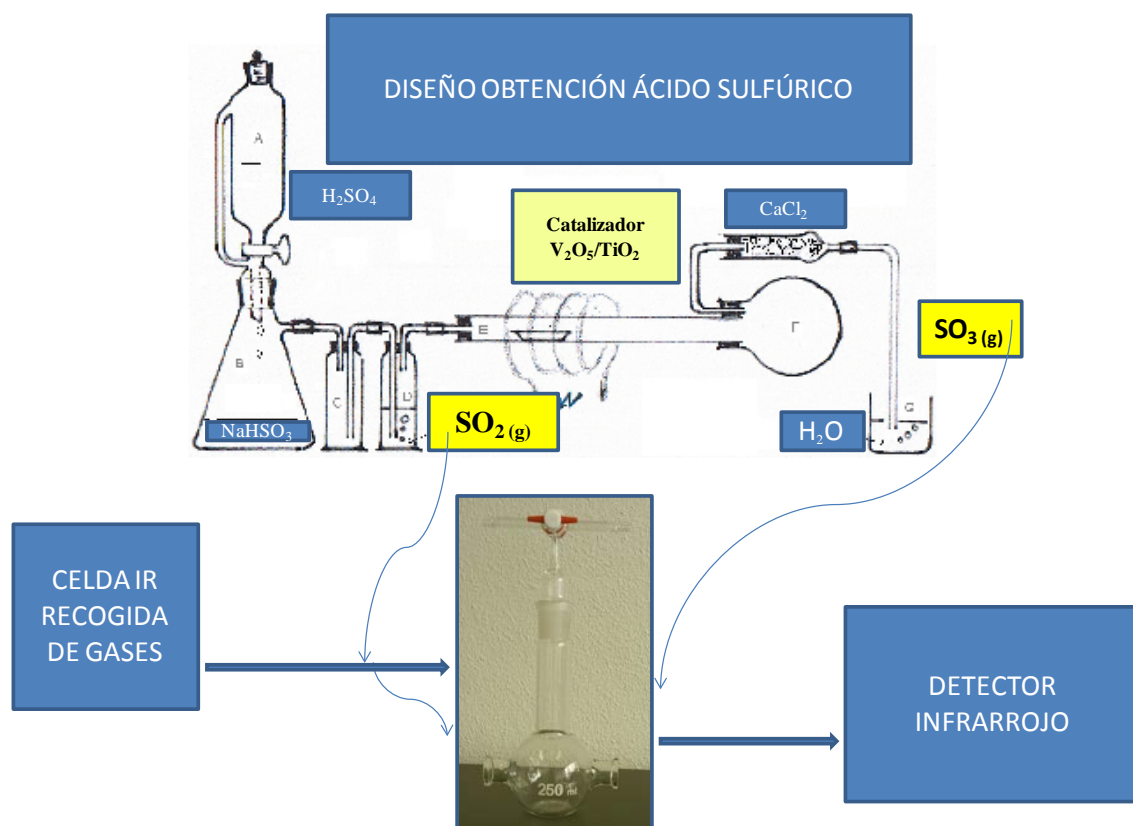 DISEÑO OBTENCIÓN ÁCIDO SULFÚRICO
A
H₂SO₄
Catalizador
V₂O₅/TiO₂
CaCl₂
E
F
SO₃ (g)
B
C
D
G
NaHSO₃
SO₂ (g)
H₂O
CELDA IR
RECOGIDA
DE GASES
250 ml
DETECTOR
INFRARROJO